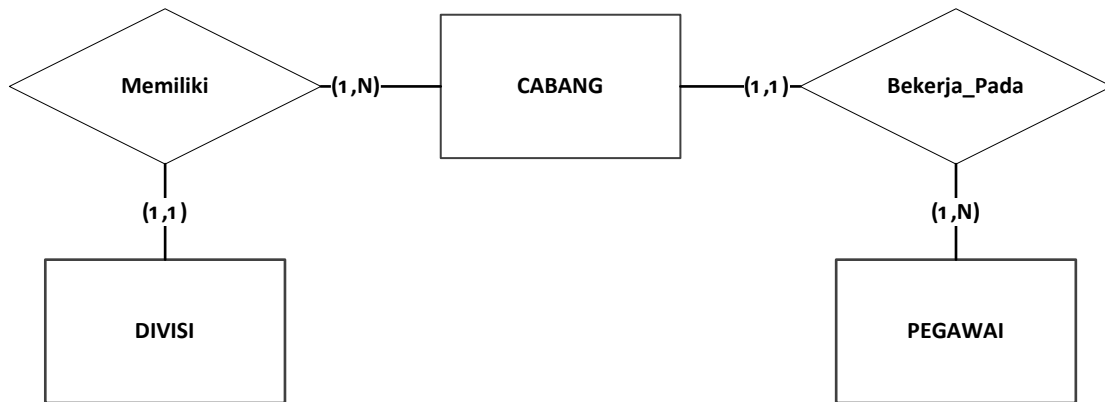 Memiliki
(1,N)
CABANG
(1,1)
Bekerja_Pada
(1,1)
(1,N)
DIVISI
PEGAWAI